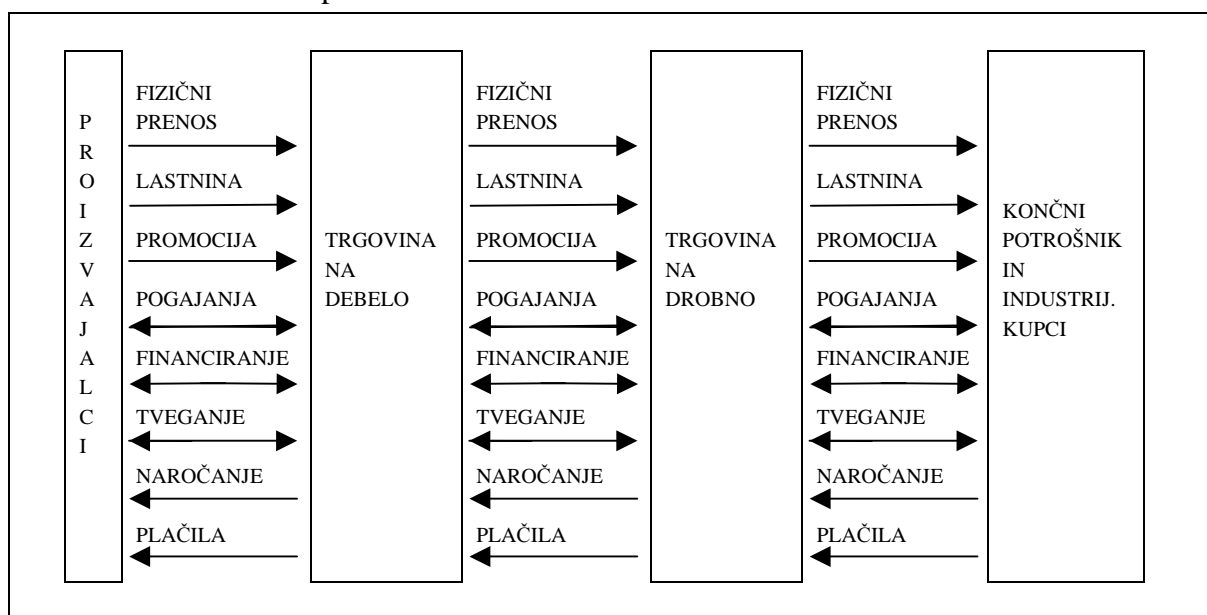 PROIZVAJALCI
FIZIČNI
PRENOS
LASTNINA
PROMOCIJA
POGAJANJA
FINANCIRANJE
TVEGANJE
NAROČANJE
PLAČILA
TRGOVINA
NA
DEBELO
FIZIČNI
PRENOS
LASTNINA
PROMOCIJA
POGAJANJA
FINANCIRANJE
TVEGANJE
NAROČANJE
PLAČILA
TRGOVINA
NA
DROBNO
FIZIČNI
PRENOS
LASTNINA
PROMOCIJA
POGAJANJA
FINANCIRANJE
TVEGANJE
NAROČANJE
PLAČILA
KONČNI
POTROŠNIK
IN
INDUSTRIJ.
KUPCI